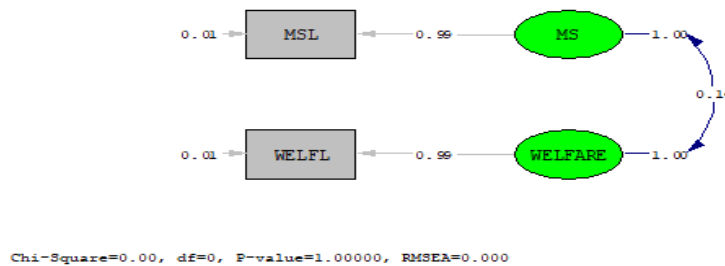 0.01 MSL 0.99 MS 1.00
0.01 WELFL 0.99 WELFARE 1.00
Chi-Square=0.00, df=0, P-value=1.00000, RMSEA=0.000